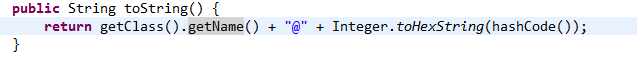 public String toString() {
    return getClass().getName() + "@" + Integer.toHexString(hashCode());
}